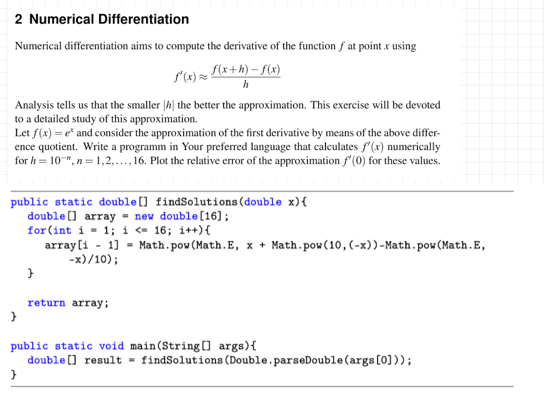 2 Numerical Differentiation
Numerical differentiation aims to compute the derivative of the function f at point x using
f′(x) ≈ f(x+h) − f(x) / h
Analysis tells us that the smaller |h| the better the approximation. This exercise will be devoted
to a detailed study of this approximation.
Let f(x) = eˣ and consider the approximation of the first derivative by means of the above differ-
ence quotient. Write a programm in Your preferred language that calculates f′(x) numerically
for h = 10⁻ⁿ, n = 1,2,...,16. Plot the relative error of the approximation f′(0) for these values.
public static double[] findSolutions(double x){
double[] array = new double[16];
for(int i = 1; i <= 16; i++){
array[i - 1] = Math.pow(Math.E, x + Math.pow(10,(-x))-Math.pow(Math.E,
-x)/10);
}
return array;
}
public static void main(String[] args){
double[] result = findSolutions(Double.parseDouble(args[0]));
}